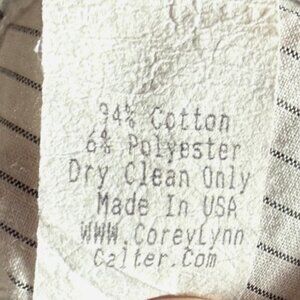 94% Cotton
6% Polyester
Dry Clean Only
Made In USA
WWW.CoreyLynn
Calter.Com